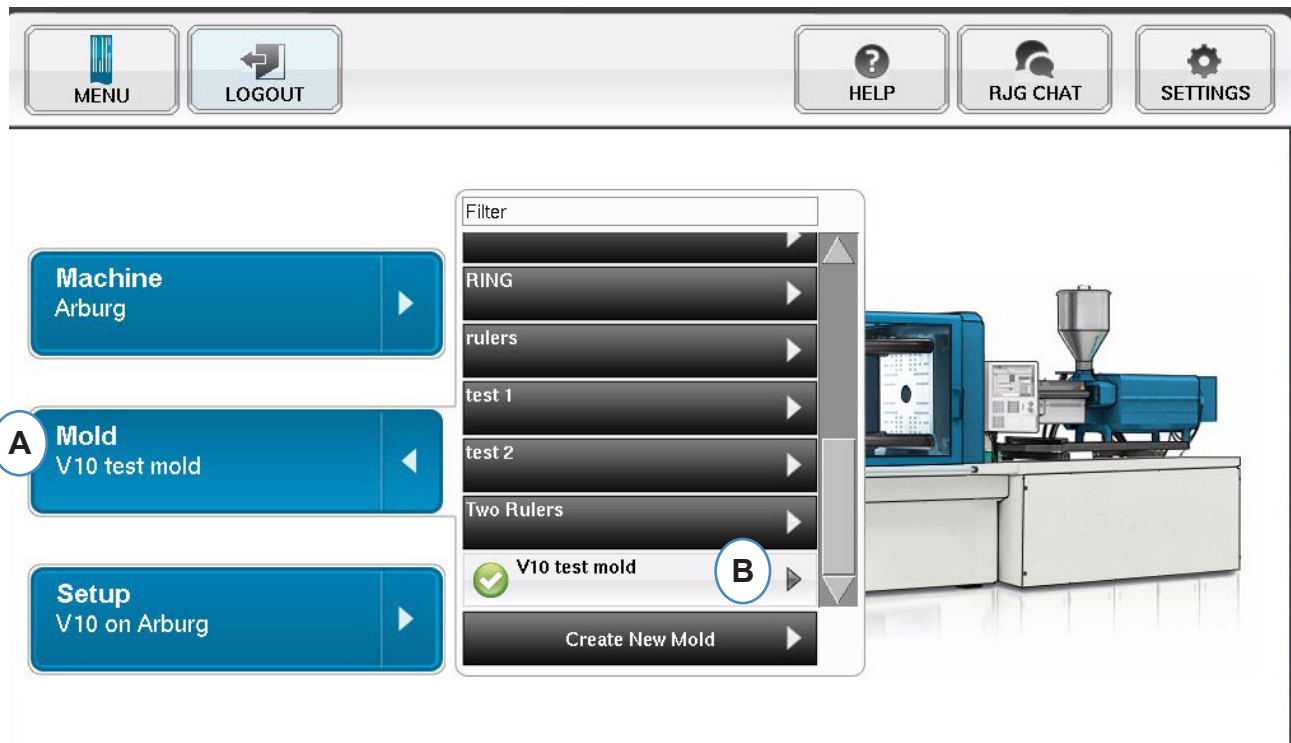 MENU
LOGOUT
HELP
RJG CHAT
SETTINGS
Filter
Machine
Arburg
A
Mold
V10 test mold
Setup
V10 on Arburg
RING
rulers
test 1
test 2
Two Rulers
V10 test mold
B
Create New Mold